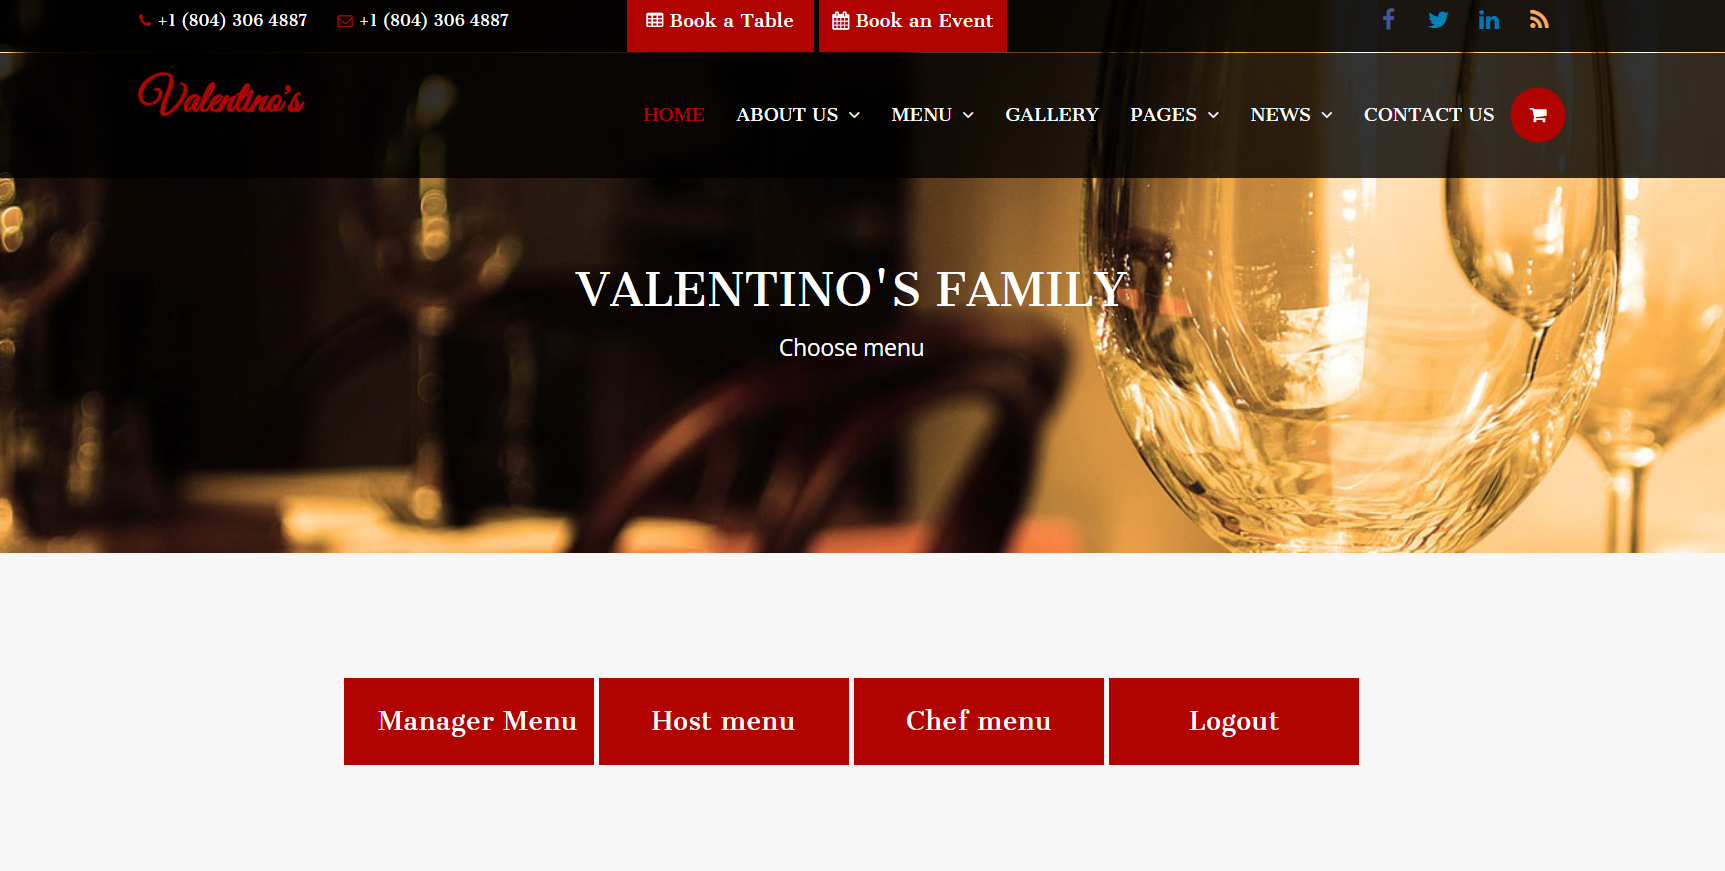 +1 (804) 306 4887 +1 (804) 306 4887 Book a Table Book an Event
Valentino's
HOME ABOUT US MENU GALLERY PAGES NEWS CONTACT US
VALENTINO'S FAMILY
Choose menu
Manager Menu Host menu Chef menu Logout